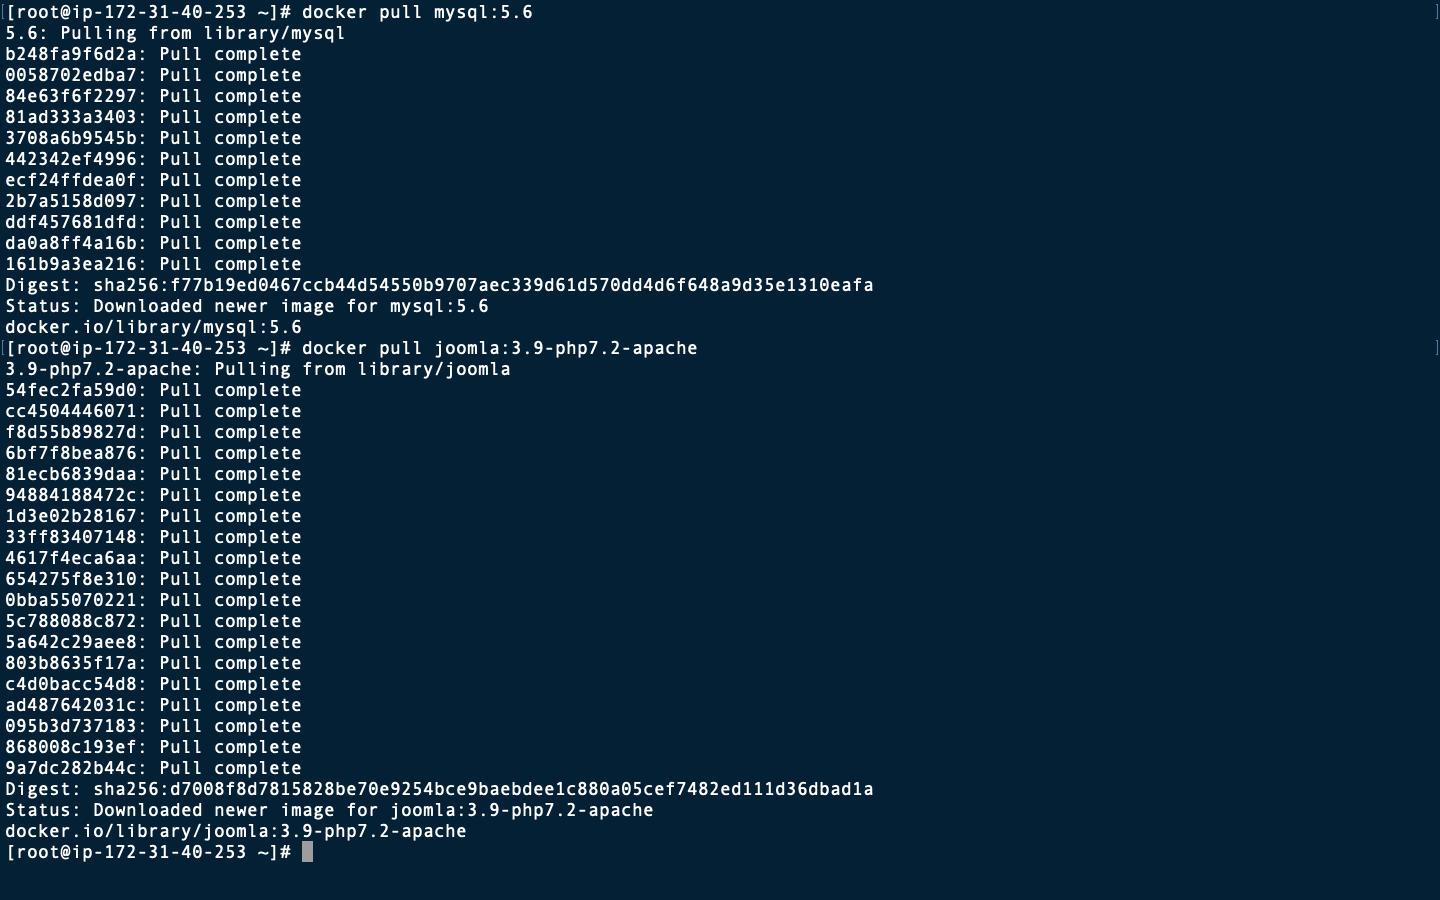 [root@ip-172-31-40-253 ~]# docker pull mysql:5.6
5.6: Pulling from library/mysql
b248fa9f6d2a: Pull complete
0058702edba7: Pull complete
84e63f6f2297: Pull complete
81ad333a3403: Pull complete
3708a6b9545b: Pull complete
442342ef4996: Pull complete
ecf24ffdea0f: Pull complete
2b7a5158d097: Pull complete
ddf457681dfd: Pull complete
da0a8ff4a16b: Pull complete
161b9a3ea216: Pull complete
Digest: sha256:f77b19ed0467ccb44d54550b9707aec339d61d570dd4d6f648a9d35e1310eafa
Status: Downloaded newer image for mysql:5.6
docker.io/library/mysql:5.6
[root@ip-172-31-40-253 ~]# docker pull joomla:3.9-php7.2-apache
3.9-php7.2-apache: Pulling from library/joomla
54fec2fa59d0: Pull complete
cc4504446071: Pull complete
f8d55b89827d: Pull complete
6bf7f8bea876: Pull complete
81ecb6839daa: Pull complete
94884188472c: Pull complete
1d3e02b28167: Pull complete
33ff83407148: Pull complete
4617f4eca6aa: Pull complete
654275f8e310: Pull complete
0bba55070221: Pull complete
5c788088c872: Pull complete
5a642c29aee8: Pull complete
803b8635f17a: Pull complete
c4d0bacc54d8: Pull complete
ad487642031c: Pull complete
095b3d737183: Pull complete
868008c193ef: Pull complete
9a7dc282b44c: Pull complete
Digest: sha256:d7008f8d7815828be70e9254bce9baebdee1c880a05cef7482ed111d36dbad1a
Status: Downloaded newer image for joomla:3.9-php7.2-apache
docker.io/library/joomla:3.9-php7.2-apache
[root@ip-172-31-40-253 ~]#